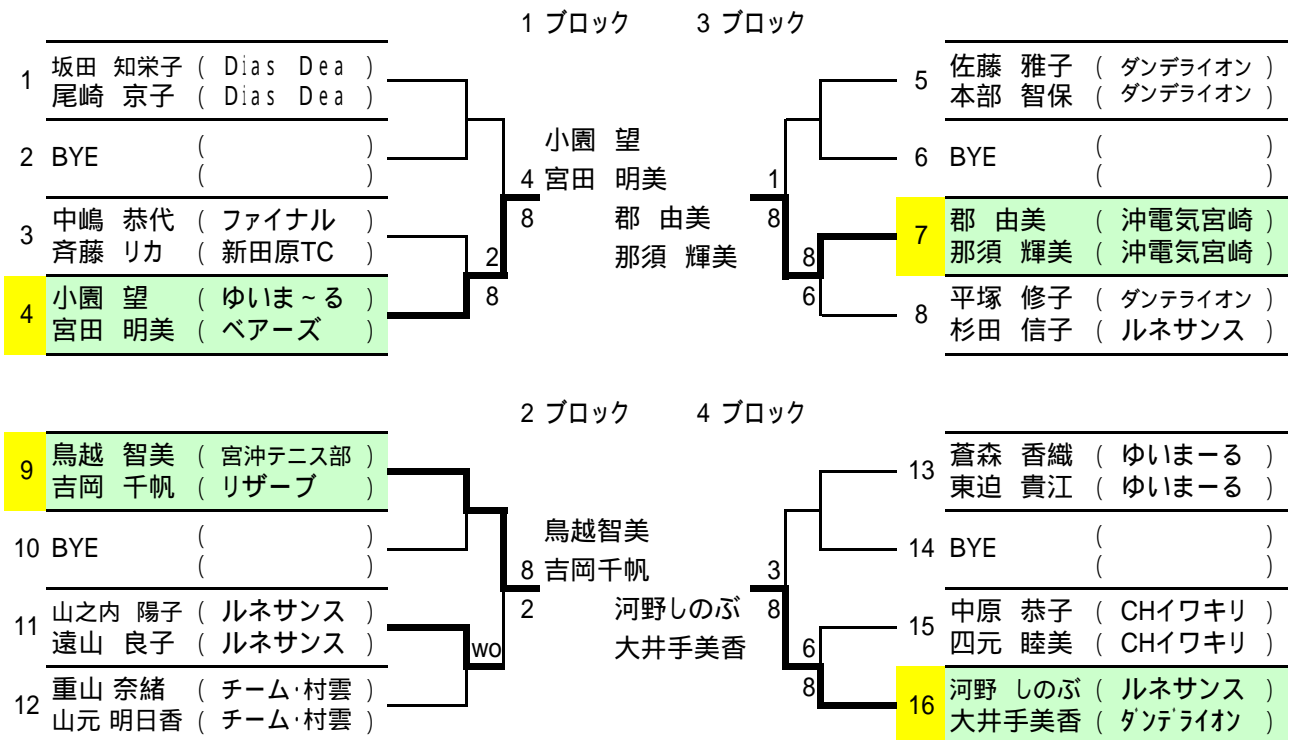 1 ブロック
1 坂田 知栄子 ( Dias Dea )
尾崎 京子 ( Dias Dea )
2 BYE ( )
( )
3 中嶋 恭代 ( ファイナル )
斉藤 リカ ( 新田原TC )
4 小園 望 ( ゆいま~る )
宮田 明美 ( ベアーズ )
2
8
4
8
小園 望
宮田 明美
3 ブロック
5 佐藤 雅子 ( ダンデライオン )
本部 智保 ( ダンデライオン )
6 BYE ( )
( )
7 郡 由美 ( 沖電気宮崎 )
那須 輝美 ( 沖電気宮崎 )
8 平塚 修子 ( ダンテライオン )
杉田 信子 ( ルネサンス )
8
6
1
8
郡 由美
那須 輝美
2 ブロック
9 鳥越 智美 ( 宮沖テニス部 )
吉岡 千帆 ( リザーブ )
10 BYE ( )
( )
11 山之内 陽子 ( ルネサンス )
遠山 良子 ( ルネサンス )
12 重山 奈緒 ( チーム・村雲 )
山元 明日香 ( チーム・村雲 )
wo
8
2
鳥越智美
吉岡千帆
4 ブロック
13 蒼森 香織 ( ゆいまーる )
東迫 貴江 ( ゆいまーる )
14 BYE ( )
( )
15 中原 恭子 ( CHイワキリ )
四元 睦美 ( CHイワキリ )
16 河野 しのぶ ( ルネサンス )
大井手美香 ( ダンデライオン )
6
8
3
8
河野しのぶ
大井手美香